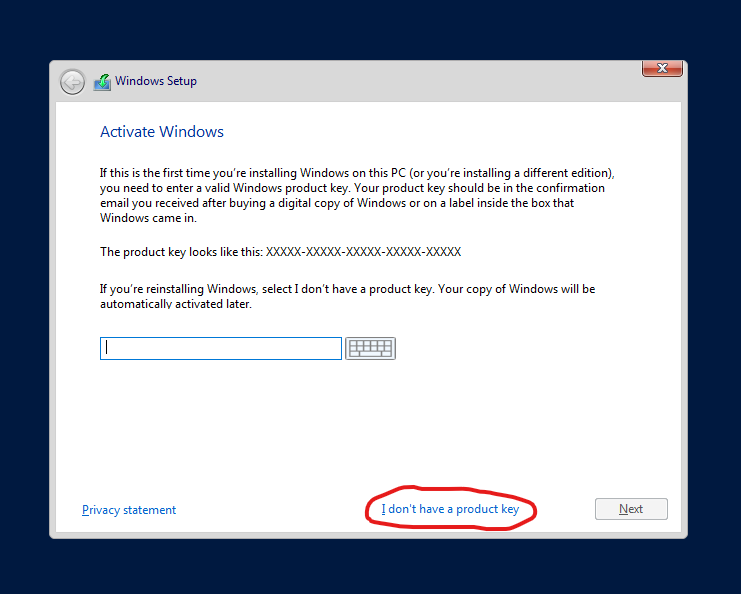 Windows Setup
Activate Windows
If this is the first time you're installing Windows on this PC (or you're installing a different edition),
you need to enter a valid Windows product key. Your product key should be in the confirmation
email you received after buying a digital copy of Windows or on a label inside the box that
Windows came in.
The product key looks like this: XXXXX-XXXXX-XXXXX-XXXXX-XXXXX
If you're reinstalling Windows, select I don't have a product key. Your copy of Windows will be
automatically activated later.
Privacy statement
I don't have a product key
Next